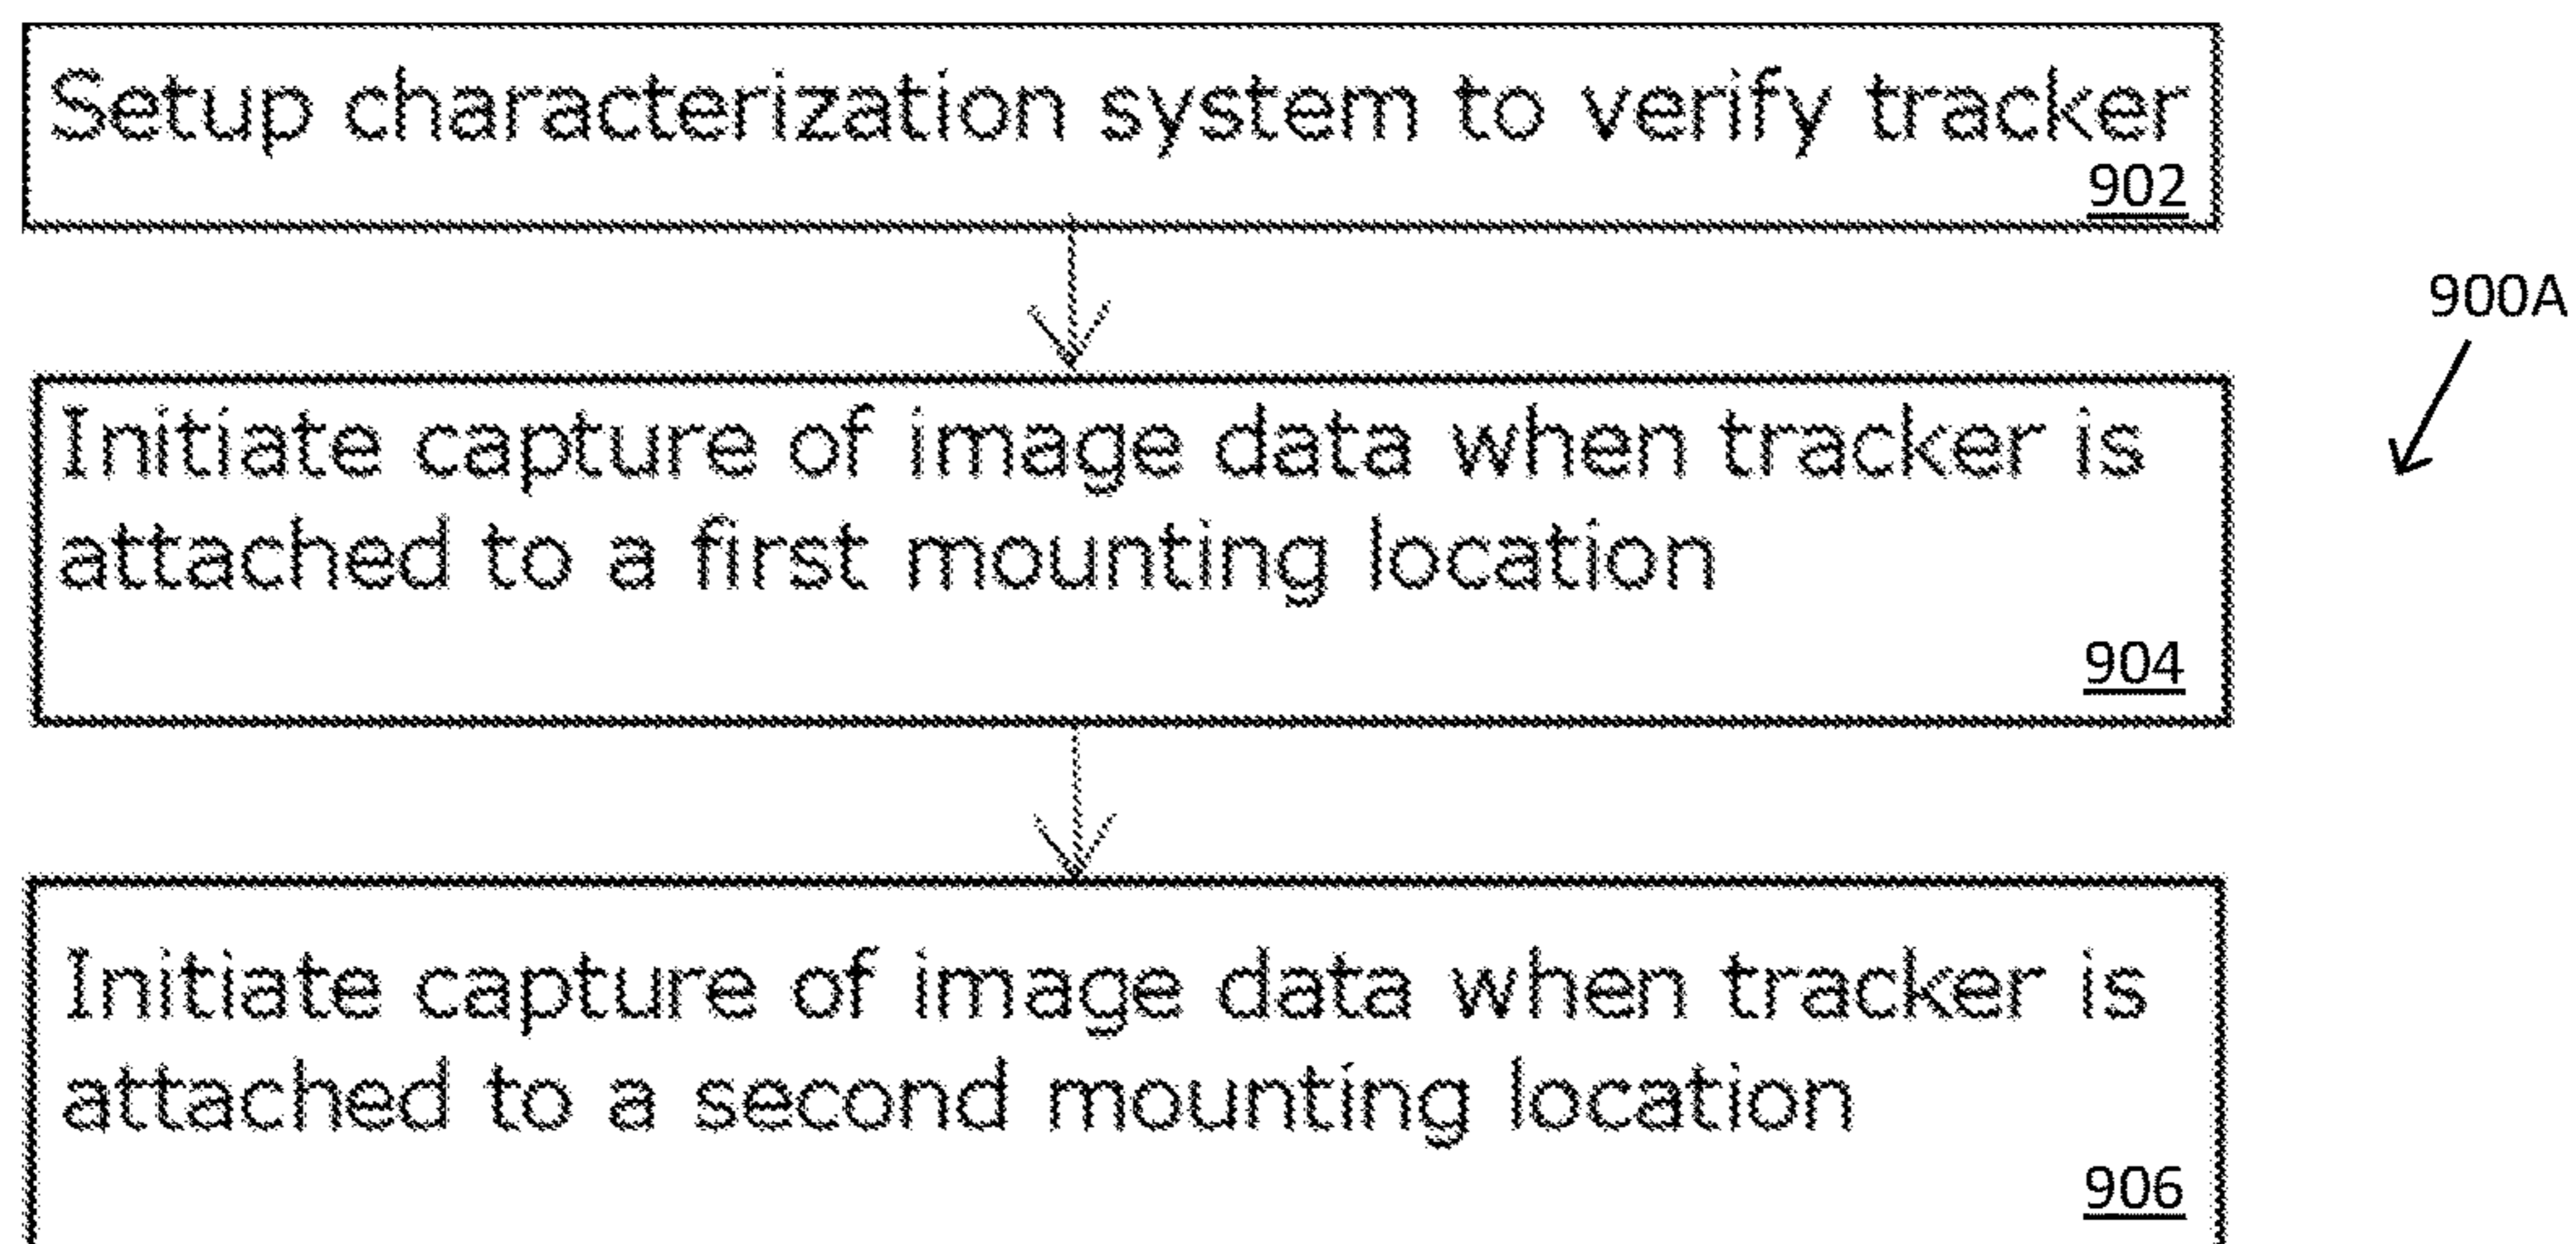 Setup characterization system to verify tracker
902
900A
Initiate capture of image data when tracker is
attached to a first mounting location
904
Initiate capture of image data when tracker is
attached to a second mounting location
906